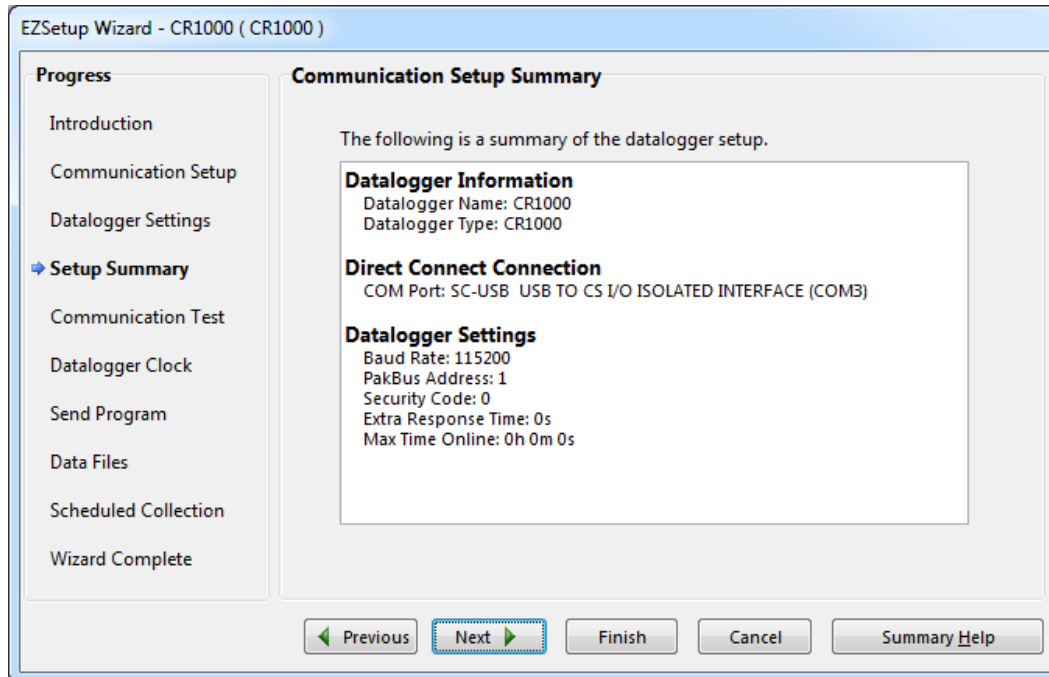 EZSetup Wizard - CR1000 ( CR1000 )
Progress
Introduction
Communication Setup
Datalogger Settings
Setup Summary
Communication Test
Datalogger Clock
Send Program
Data Files
Scheduled Collection
Wizard Complete
Communication Setup Summary
The following is a summary of the datalogger setup.
Datalogger Information
Datalogger Name: CR1000
Datalogger Type: CR1000
Direct Connect Connection
COM Port: SC-USB  USB TO CS I/O ISOLATED INTERFACE (COM3)
Datalogger Settings
Baud Rate: 115200
PakBus Address: 1
Security Code: 0
Extra Response Time: 0s
Max Time Online: 0h 0m 0s
Previous Next Finish Cancel Summary Help